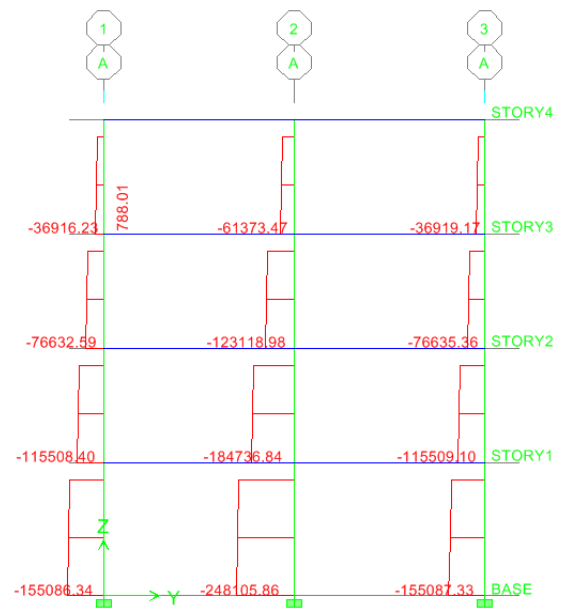 1 2 3
A A A
STORY4
788.01
-36916.23 -61373.47 -36919.17 STORY3
-76632.59 -123118.98 -76635.36 STORY2
-115508.40 -184736.84 -115509.10 STORY1
Z
-155086.34 Y -248105.86 -155087.33 BASE